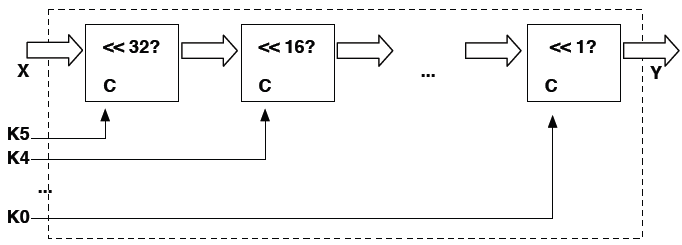 << 32? << 16? << 1?
X ... Y
C C C
K5
K4
...
K0